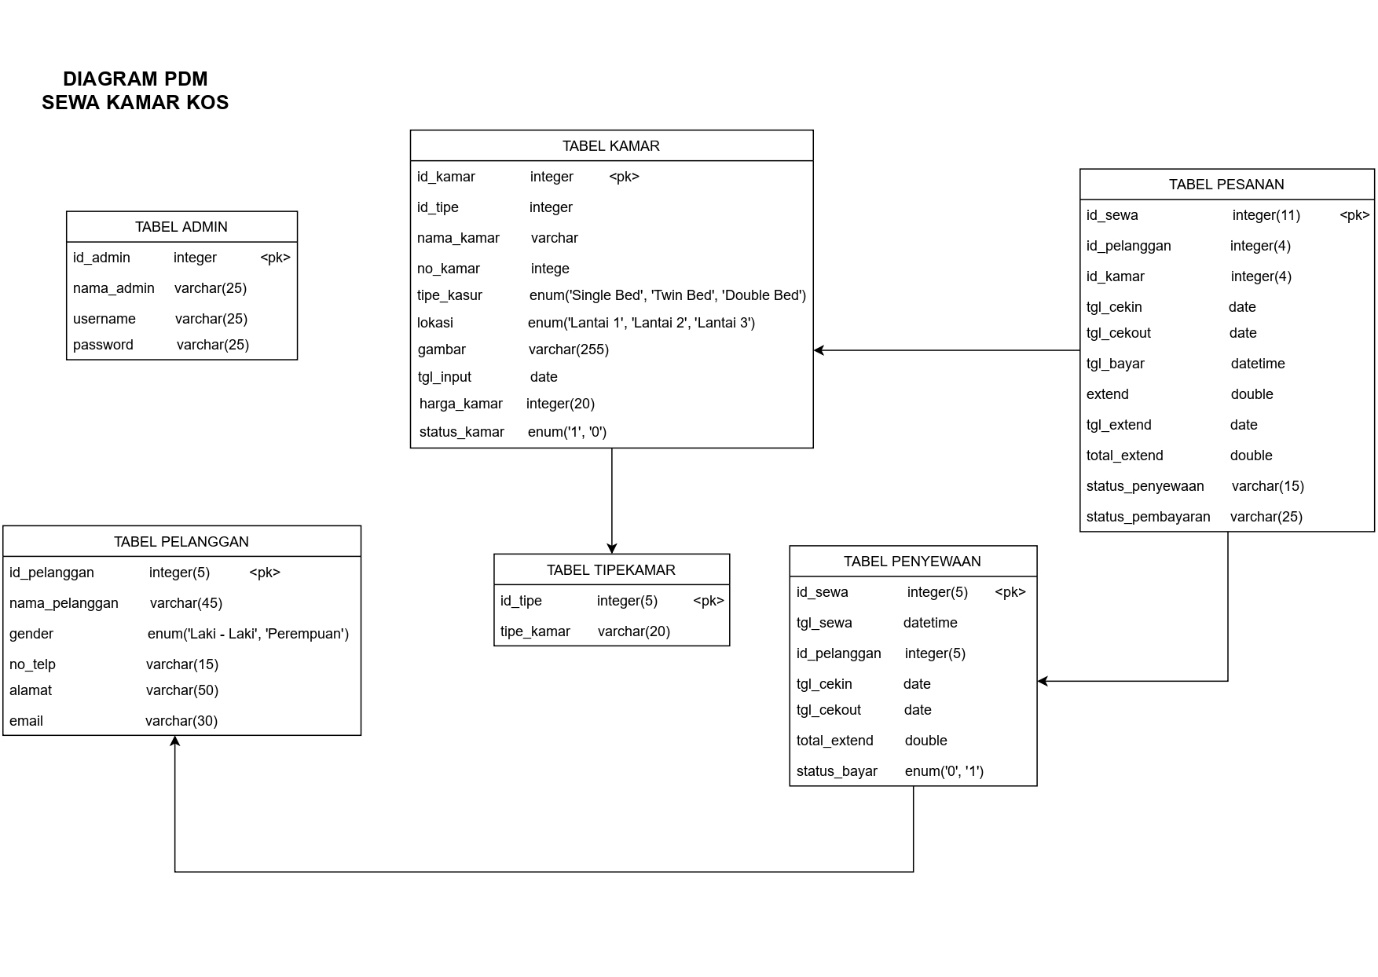 DIAGRAM PDM
SEWA KAMAR KOS
TABEL ADMIN
id_admin integer <pk>
nama_admin varchar(25)
username varchar(25)
password varchar(25)
TABEL KAMAR
id_kamar integer <pk>
id_tipe integer
nama_kamar varchar
no_kamar intege
tipe_kasur enum('Single Bed', 'Twin Bed', 'Double Bed')
lokasi enum('Lantai 1', 'Lantai 2', 'Lantai 3')
gambar varchar(255)
tgl_input date
harga_kamar integer(20)
status_kamar enum('1', '0')
TABEL PESANAN
id_sewa integer(11) <pk>
id_pelanggan integer(4)
id_kamar integer(4)
tgl_cekin date
tgl_cekout date
tgl_bayar datetime
extend double
tgl_extend date
total_extend double
status_penyewaan varchar(15)
status_pembayaran varchar(25)
TABEL PELANGGAN
id_pelanggan integer(5) <pk>
nama_pelanggan varchar(45)
gender enum('Laki - Laki', 'Perempuan')
no_telp varchar(15)
alamat varchar(50)
email varchar(30)
TABEL TIPEKAMAR
id_tipe integer(5) <pk>
tipe_kamar varchar(20)
TABEL PENYEWAAN
id_sewa integer(5) <pk>
tgl_sewa datetime
id_pelanggan integer(5)
tgl_cekin date
tgl_cekout date
total_extend double
status_bayar enum('0', '1')